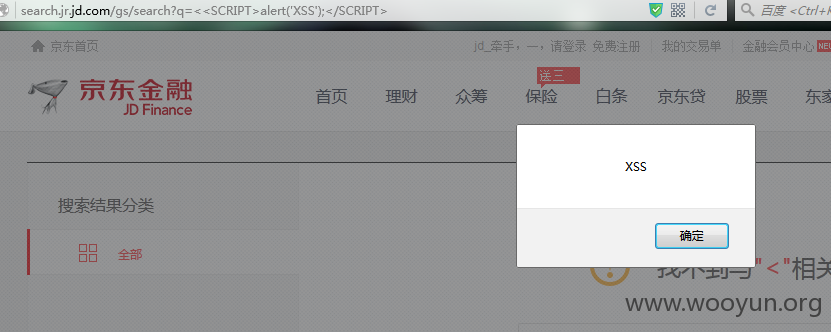 search.jr.jd.com/gs/search?q=<<SCRIPT>alert('XSS');</SCRIPT>
百度 <Ctrl+
京东首页
jd_牵手，一，请登录 免费注册 我的交易单 金融会员中心 NEW
送三
京东金融
JD Finance
首页 理财 众筹 保险 白条 京东贷 股票 东家
XSS
搜索结果分类
确定
全部
找不到与"<"相关
www.wooyun.org